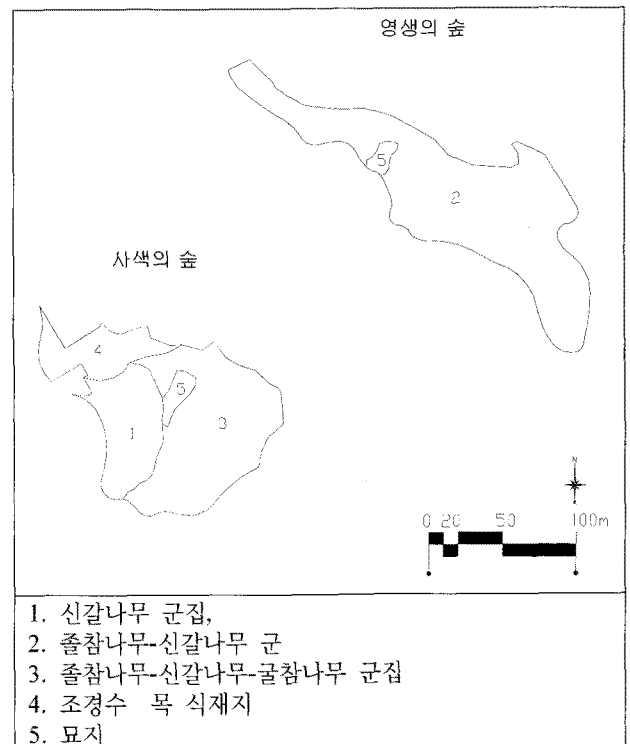 영생의 숲
5
2
사색의 숲
4
5
1
3
N
0 20 50 100m
1. 신갈나무 군집,
2. 졸참나무-신갈나무 군
3. 졸참나무-신갈나무-굴참나무 군집
4. 조경수 목 식재지
5. 묘지